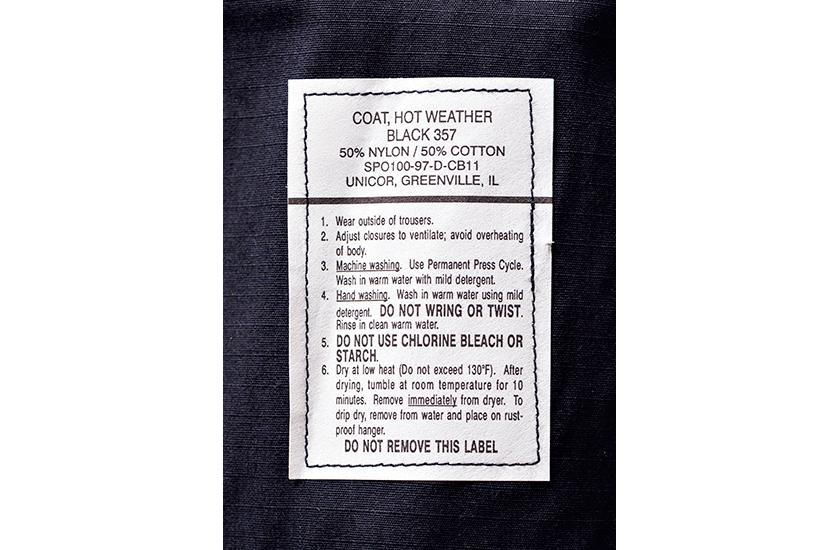 COAT, HOT WEATHER
BLACK 357
50% NYLON / 50% COTTON
SPO100-97-D-CB11
UNICOR, GREENVILLE, IL
1. Wear outside of trousers.
2. Adjust closures to ventilate; avoid overheating
of body.
3. Machine washing. Use Permanent Press Cycle.
Wash in warm water with mild detergent.
4. Hand washing. Wash in warm water using mild
detergent. DO NOT WRING OR TWIST.
Rinse in clean warm water.
5. DO NOT USE CHLORINE BLEACH OR
STARCH.
6. Dry at low heat (Do not exceed 130°F). After
drying, tumble at room temperature for 10
minutes. Remove immediately from dryer. To
drip dry, remove from water and place on rust-
proof hanger.
DO NOT REMOVE THIS LABEL